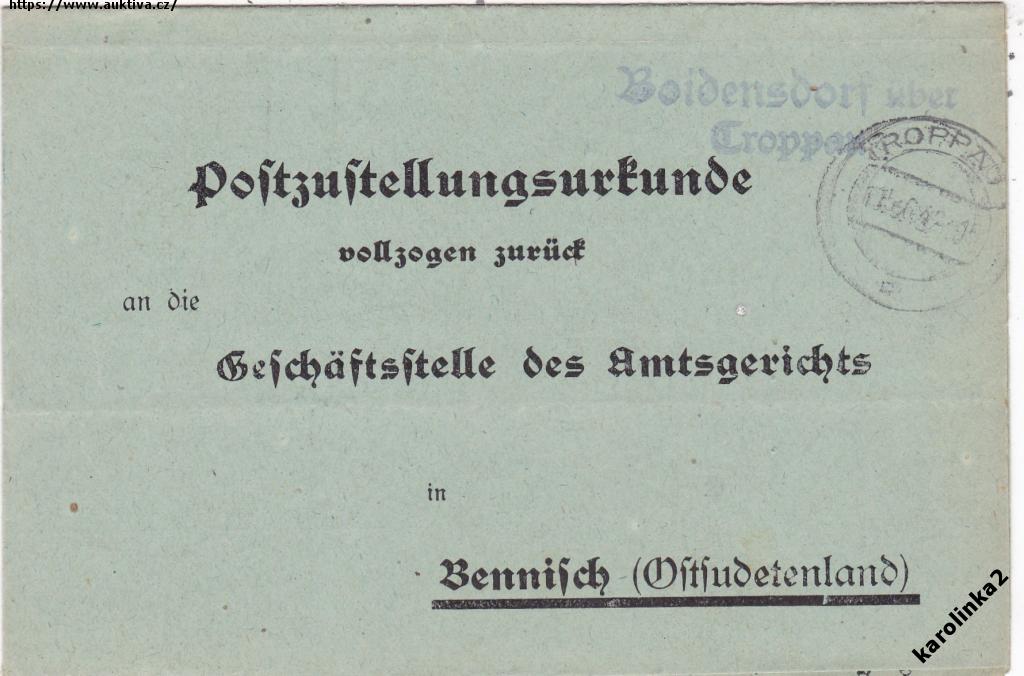 https://www.auktiva.cz/
Boidensdorf über
Troppau
TROPPAU
Poſtzuſtellungsurkunde
vollzogen zurück
an die
Geſchäftsſtelle des Amtsgerichts
in
Benniſch (Oſtſudetenland)
karolinka2